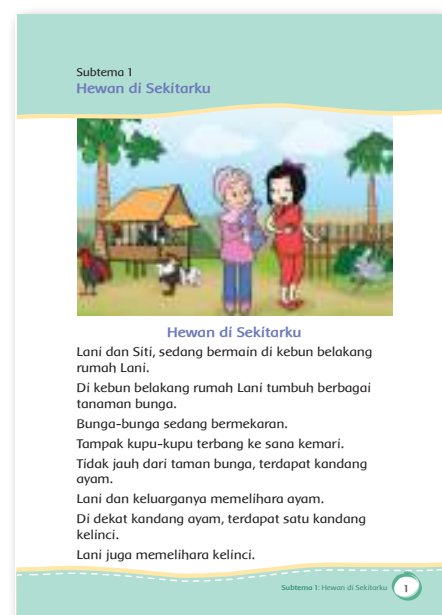 Subtema 1
Hewan di Sekitarku
Hewan di Sekitarku
Lani dan Siti, sedang bermain di kebun belakang
rumah Lani.
Di kebun belakang rumah Lani tumbuh berbagai
tanaman bunga.
Bunga-bunga sedang bermekaran.
Tampak kupu-kupu terbang ke sana kemari.
Tidak jauh dari taman bunga, terdapat kandang
ayam.
Lani dan keluarganya memelihara ayam.
Di dekat kandang ayam, terdapat satu kandang
kelinci.
Lani juga memelihara kelinci.
Subtema 1: Hewan di Sekitarku 1